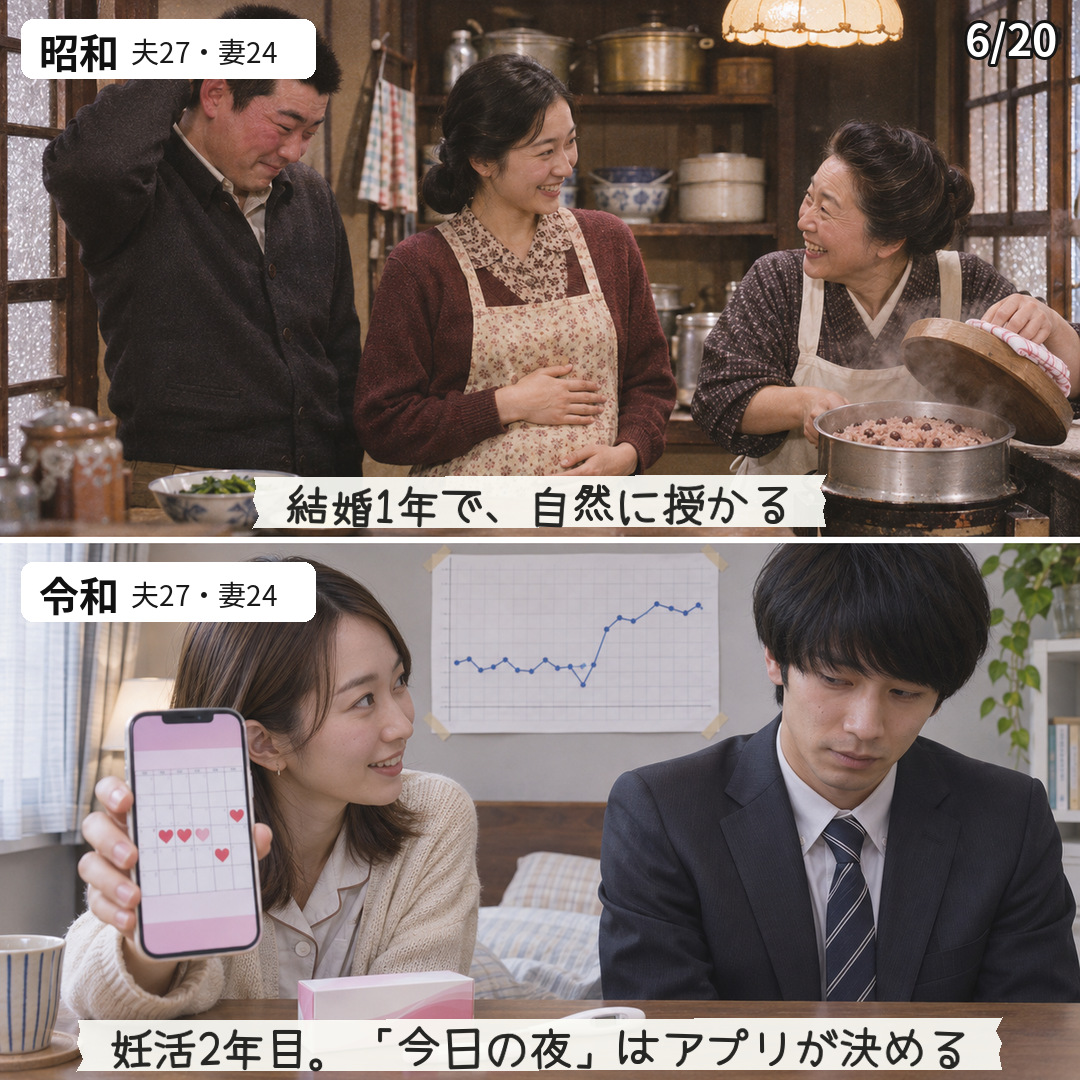 昭和 夫27・妻24
6/20
結婚1年で、自然に授かる
令和 夫27・妻24
妊活2年目。「今日の夜」はアプリが決める